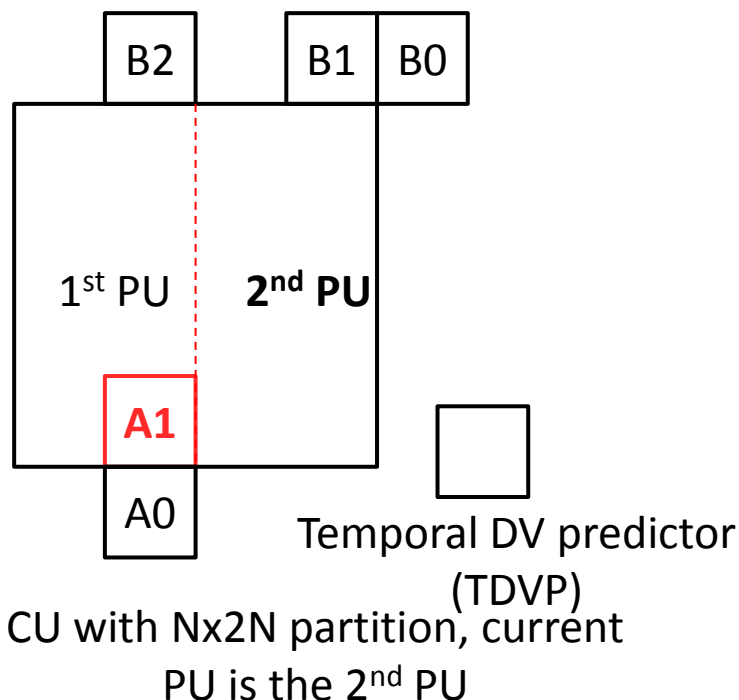 B2 B1 B0
1st PU 2nd PU
A1
A0
Temporal DV predictor
(TDVP)
CU with Nx2N partition, current
PU is the 2nd PU